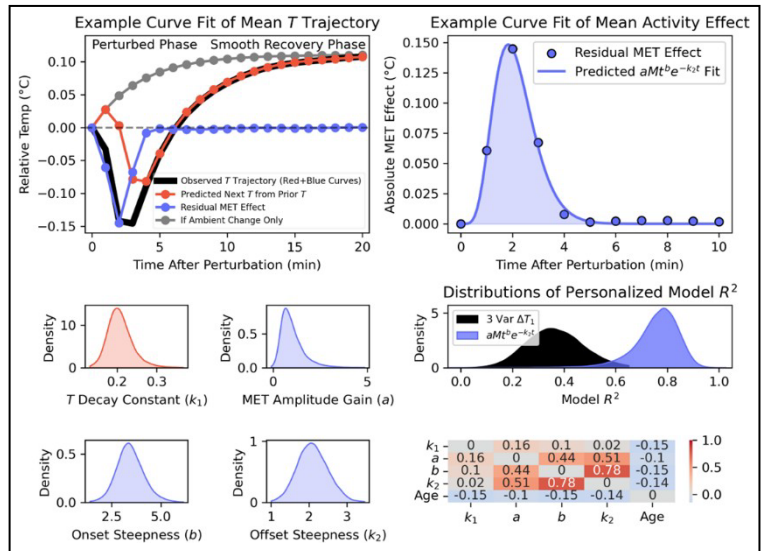 Example Curve Fit of Mean T Trajectory
Perturbed Phase Smooth Recovery Phase
Relative Temp (°C)
0.10
0.05
0.00
−0.05
−0.10
−0.15
Observed T Trajectory (Red+Blue Curves)
Predicted Next T from Prior T
Residual MET Effect
If Ambient Change Only
0 5 10 15 20
Time After Perturbation (min)
Example Curve Fit of Mean Activity Effect
Absolute MET Effect (°C)
0.150
0.125
0.100
0.075
0.050
0.025
0.000
Residual MET Effect
Predicted aMt^b e^{−k₂t} Fit
0 2 4 6 8 10
Time After Perturbation (min)
Density
10
0
0.2 0.3
T Decay Constant (k₁)
Density
0.5
0.0
0 5
MET Amplitude Gain (a)
Distributions of Personalized Model R²
Density
5
0
3 Var ΔT₁
aMt^b e^{−k₂t}
0.0 0.2 0.4 0.6 0.8 1.0
Model R²
Density
0.5
0.0
2.5 5.0
Onset Steepness (b)
Density
1
0
1 2 3
Offset Steepness (k₂)
k₁ 0 0.16 0.1 0.02 -0.15
a 0.16 0 0.44 0.51 -0.1
b 0.1 0.44 0 0.78 -0.15
k₂ 0.02 0.51 0.78 0 -0.14
Age -0.15 -0.1 -0.15 -0.14 0
k₁ a b k₂ Age
1.0
0.5
0.0